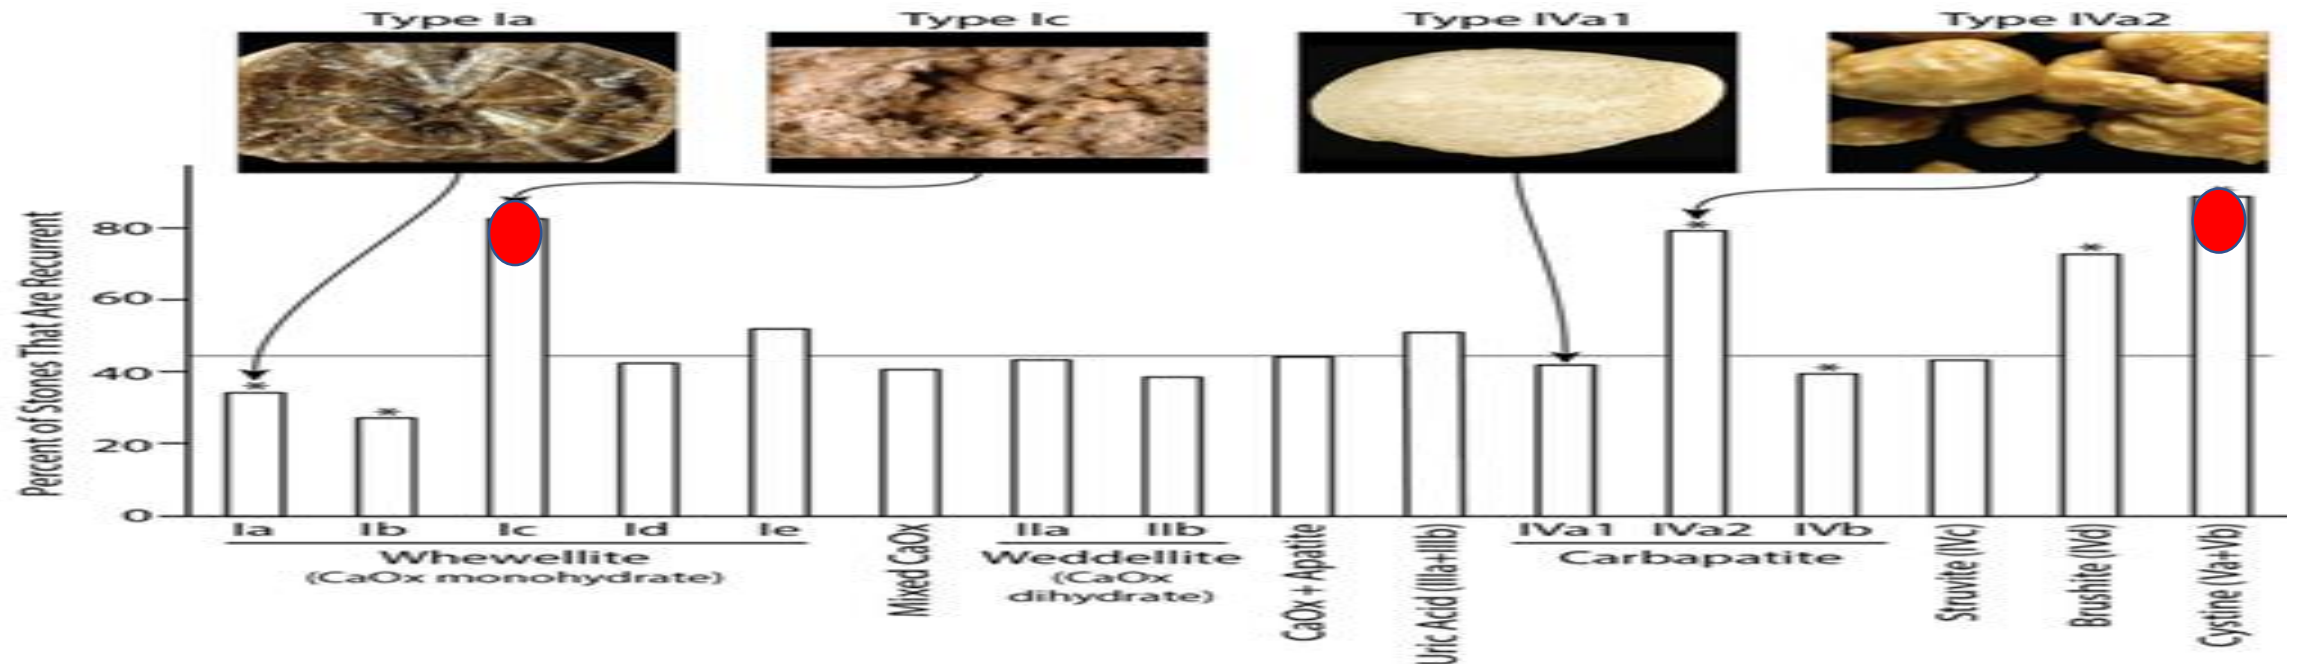 Type Ia
Type Ic
Type IVa1
Type IVa2
Percent of Stones That Are Recurrent
80
60
40
20
0
*
*
*
*
*
Ia
Ib
Ic
Id
Ie
Whewellite
(CaOx monohydrate)
Mixed CaOx
IIa
IIb
Weddellite
(CaOx
dihydrate)
CaOx + Apatite
Uric Acid (IIIa+IIIb)
IVa1
IVa2
IVb
Carbapatite
Struvite (IVc)
Brushite (IVd)
Cystine (Va+Vb)